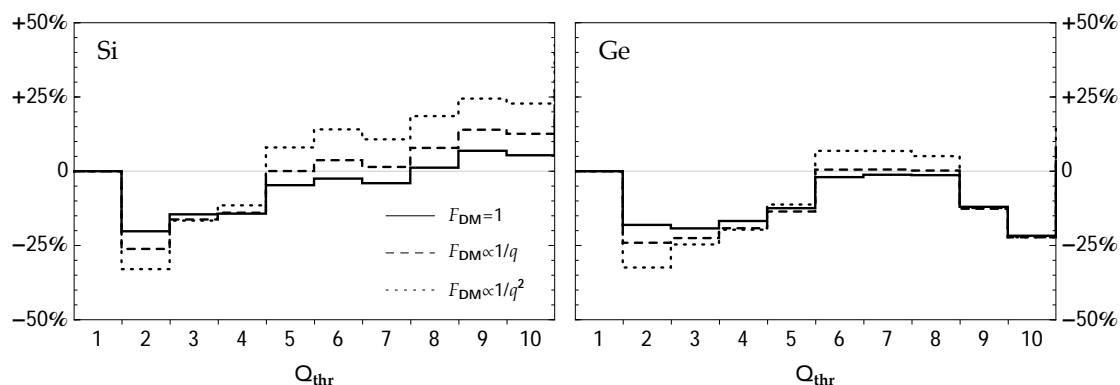 +50% +50%
Si Ge
+25% +25%
0 0
F_DM=1
−25% −25%
F_DM∝1/q
F_DM∝1/q²
−50% −50%
1 2 3 4 5 6 7 8 9 10 1 2 3 4 5 6 7 8 9 10
Q_thr Q_thr